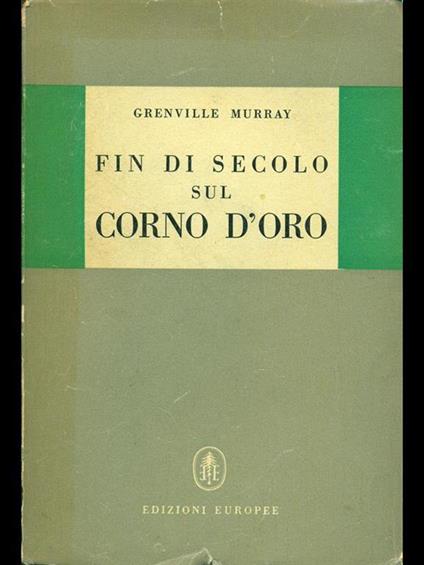 GRENVILLE MURRAY
FIN DI SECOLO
SUL
CORNO D'ORO
EDIZIONI EUROPEE